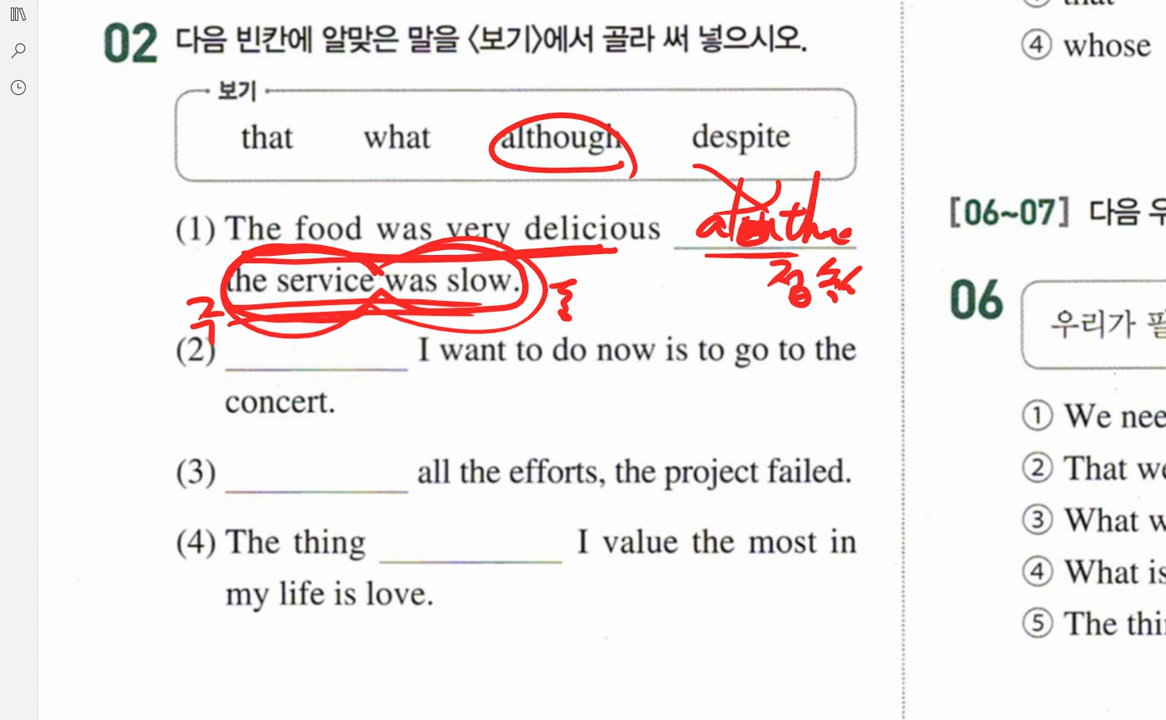 02 다음 빈칸에 알맞은 말을 <보기>에서 골라 써 넣으시오.
보기
that what although despite
(1) The food was very delicious
the service was slow.
주
(2) I want to do now is to go to the
concert.
(3) all the efforts, the project failed.
(4) The thing I value the most in
my life is love.
④ whose
[06~07] 다음 우
06
우리가 필
① We nee
② That we
③ What w
④ What is
⑤ The thi